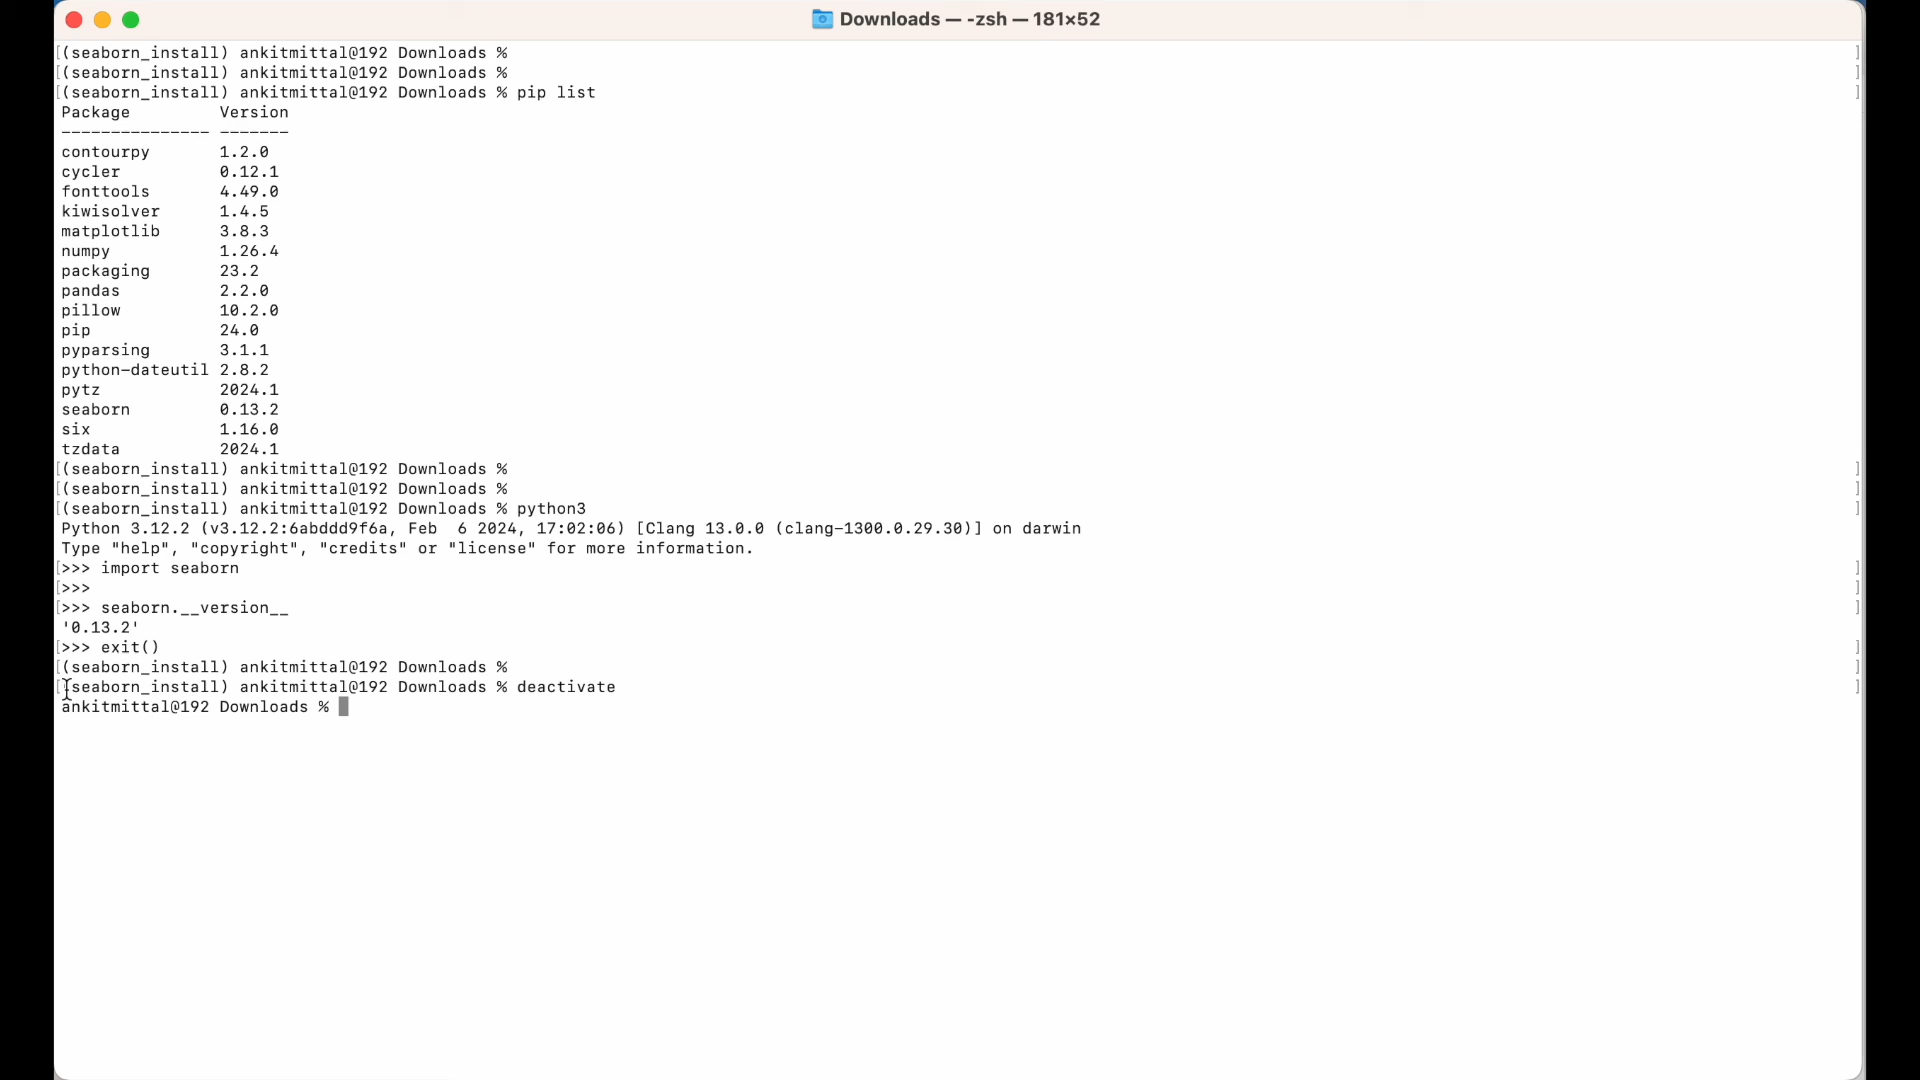 Downloads — -zsh — 181×52
[(seaborn_install) ankitmittal@192 Downloads % ]
[(seaborn_install) ankitmittal@192 Downloads % ]
[(seaborn_install) ankitmittal@192 Downloads % pip list ]
Package         Version
--------------- -------
contourpy       1.2.0
cycler          0.12.1
fonttools       4.49.0
kiwisolver      1.4.5
matplotlib      3.8.3
numpy           1.26.4
packaging       23.2
pandas          2.2.0
pillow          10.2.0
pip             24.0
pyparsing       3.1.1
python-dateutil 2.8.2
pytz            2024.1
seaborn         0.13.2
six             1.16.0
tzdata          2024.1
[(seaborn_install) ankitmittal@192 Downloads % ]
[(seaborn_install) ankitmittal@192 Downloads % ]
[(seaborn_install) ankitmittal@192 Downloads % python3 ]
Python 3.12.2 (v3.12.2:6abddd9f6a, Feb  6 2024, 17:02:06) [Clang 13.0.0 (clang-1300.0.29.30)] on darwin
Type "help", "copyright", "credits" or "license" for more information.
[>>> import seaborn ]
[>>> ]
[>>> seaborn.__version__ ]
'0.13.2'
[>>> exit() ]
[(seaborn_install) ankitmittal@192 Downloads % ]
[(seaborn_install) ankitmittal@192 Downloads % deactivate ]
ankitmittal@192 Downloads %